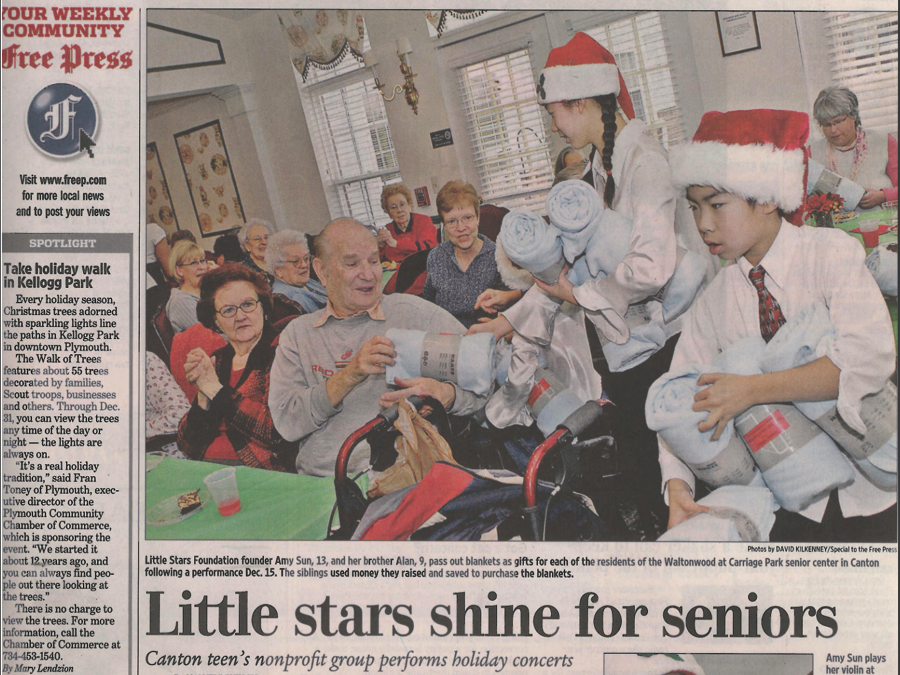 YOUR WEEKLY
COMMUNITY
Free Press
F
Visit www.freep.com
for more local news
and to post your views
SPOTLIGHT
Take holiday walk
in Kellogg Park
Every holiday season,
Christmas trees adorned
with sparkling lights line
the paths in Kellogg Park
in downtown Plymouth.
The Walk of Trees
features about 55 trees
decorated by families,
Scout troops, businesses
and others. Through Dec.
31, you can view the trees
any time of the day or
night — the lights are
always on.
"It's a real holiday
tradition," said Fran
Toney of Plymouth, exec-
utive director of the
Plymouth Community
Chamber of Commerce,
which is sponsoring the
event. "We started it
about 12 years ago, and
you can always find peo-
ple out there looking at
the trees."
There is no charge to
view the trees. For more
information, call the
Chamber of Commerce at
734-453-1540.
By Mary Lendzion
Photos by DAVID KILKENNEY/Special to the Free Press
Little Stars Foundation founder Amy Sun, 13, and her brother Alan, 9, pass out blankets as gifts for each of the residents of the Waltonwood at Carriage Park senior center in Canton
following a performance Dec. 15. The siblings used money they raised and saved to purchase the blankets.
Little stars shine for seniors
Canton teen's nonprofit group performs holiday concerts
Amy Sun plays
her violin at